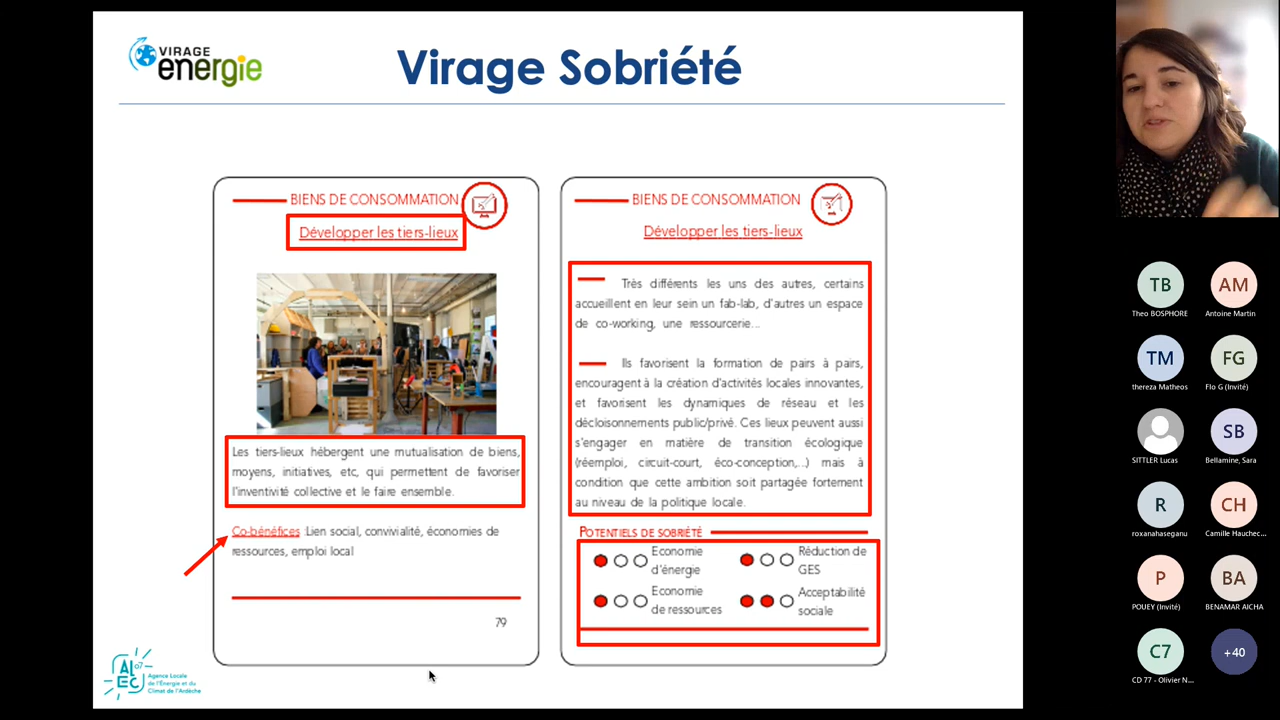 VIRAGE
énergie
Virage Sobriété
BIENS DE CONSOMMATION
Développer les tiers-lieux
Les tiers-lieux hébergent une mutualisation de biens,
moyens, initiatives, etc, qui permettent de favoriser
l'inventivité collective et le faire ensemble.
Co-bénéfices :Lien social, convivialité, économies de
ressources, emploi local
79
BIENS DE CONSOMMATION
Développer les tiers-lieux
Très différents les uns des autres, certains
accueillent en leur sein un fab-lab, d'autres un espace
de co-working, une ressourcerie...
Ils favorisent la formation de pairs à pairs,
encouragent à la création d'activités locales innovantes,
et favorisent les dynamiques de réseau et les
décloisonnements public/privé. Ces lieux peuvent aussi
s'engager en matière de transition écologique
(réemploi, circuit-court, éco-conception,...) mais à
condition que cette ambition soit partagée fortement
au niveau de la politique locale.
POTENTIELS DE SOBRIÉTÉ
Economie
d'énergie
Réduction de
GES
Economie
de ressources
Acceptabilité
sociale
ALEC 07
Agence Locale
de l'Énergie et du
Climat de l'Ardèche
TB
Theo BOSPHORE
AM
Antoine Martin
TM
thereza Matheos
FG
Flo G (Invité)
SITTLER Lucas
SB
Bellamine, Sara
R
roxanahaseganu
CH
Camille Hauchec...
P
POUEY (Invité)
BA
BENAMAR AICHA
C7
CD 77 - Olivier N...
+40